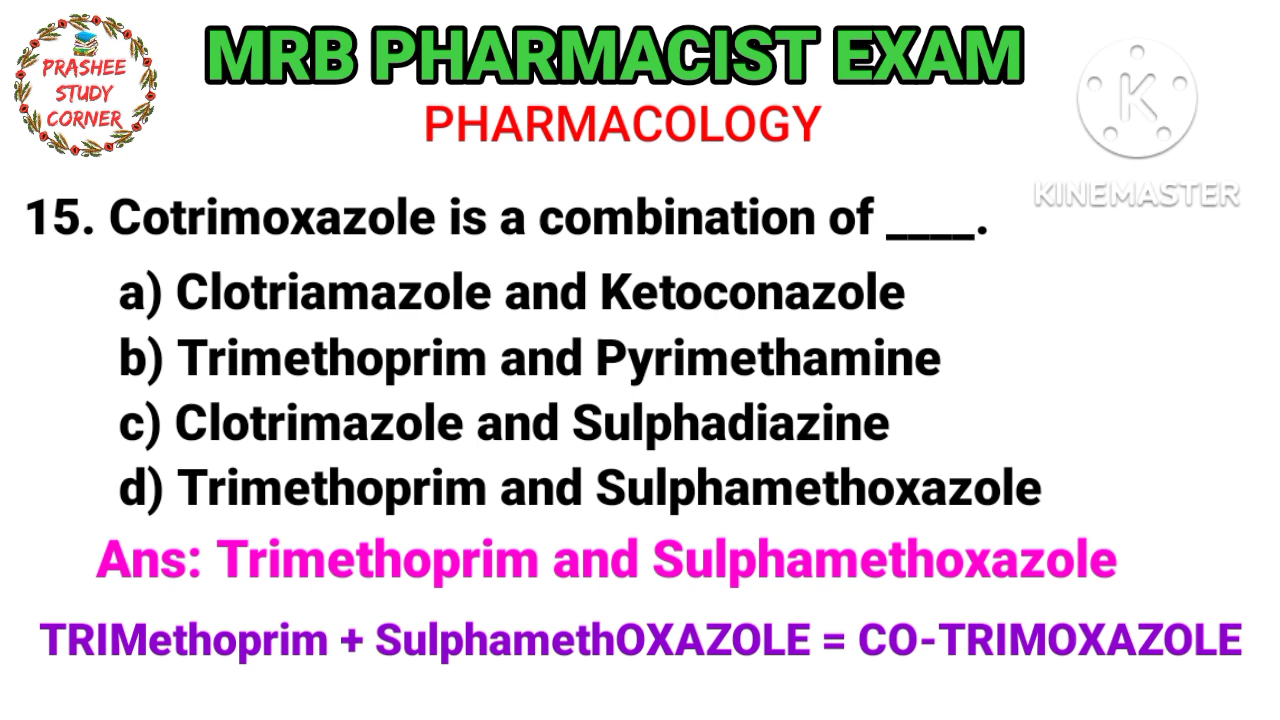 PRASHEE
STUDY
CORNER
MRB PHARMACIST EXAM
PHARMACOLOGY
K
KINEMASTER
15. Cotrimoxazole is a combination of ____.
a) Clotriamazole and Ketoconazole
b) Trimethoprim and Pyrimethamine
c) Clotrimazole and Sulphadiazine
d) Trimethoprim and Sulphamethoxazole
Ans: Trimethoprim and Sulphamethoxazole
TRIMethoprim + SulphamethOXAZOLE = CO-TRIMOXAZOLE